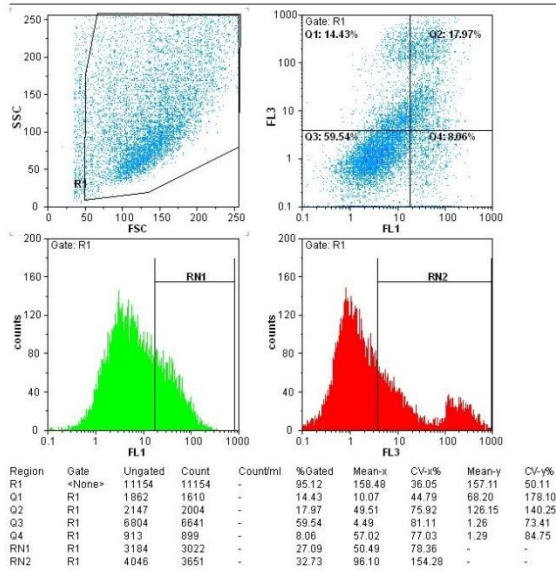 250
200
150
100
50
0
SSC
R1
0 50 100 150 200 250
FSC
Gate: R1
Q1: 14.43% Q2: 17.97%
Q3: 59.54% Q4: 8.06%
1000
100
10
1
0.1
FL3
0.1 1 10 100 1000
FL1
Gate: R1
RN1
200
160
120
80
40
0
counts
1 10 100 1000
FL1
Gate: R1
RN2
200
160
120
80
40
0
counts
0.1 1 10 100 1000
FL3
Region Gate Ungated Count Count/ml %Gated Mean-x CV-x% Mean-y CV-y%
R1 <None> 11154 11154 - 95.12 158.48 36.05 157.11 50.11
Q1 R1 1862 1610 - 14.43 10.07 44.79 68.20 178.10
Q2 R1 2147 2004 - 17.97 49.51 75.92 126.15 140.25
Q3 R1 6804 6641 - 59.54 4.49 81.11 1.26 73.41
Q4 R1 913 899 - 8.06 57.02 77.03 1.29 84.75
RN1 R1 3184 3022 - 27.09 50.49 78.36 - -
RN2 R1 4046 3651 - 32.73 96.10 154.28 - -